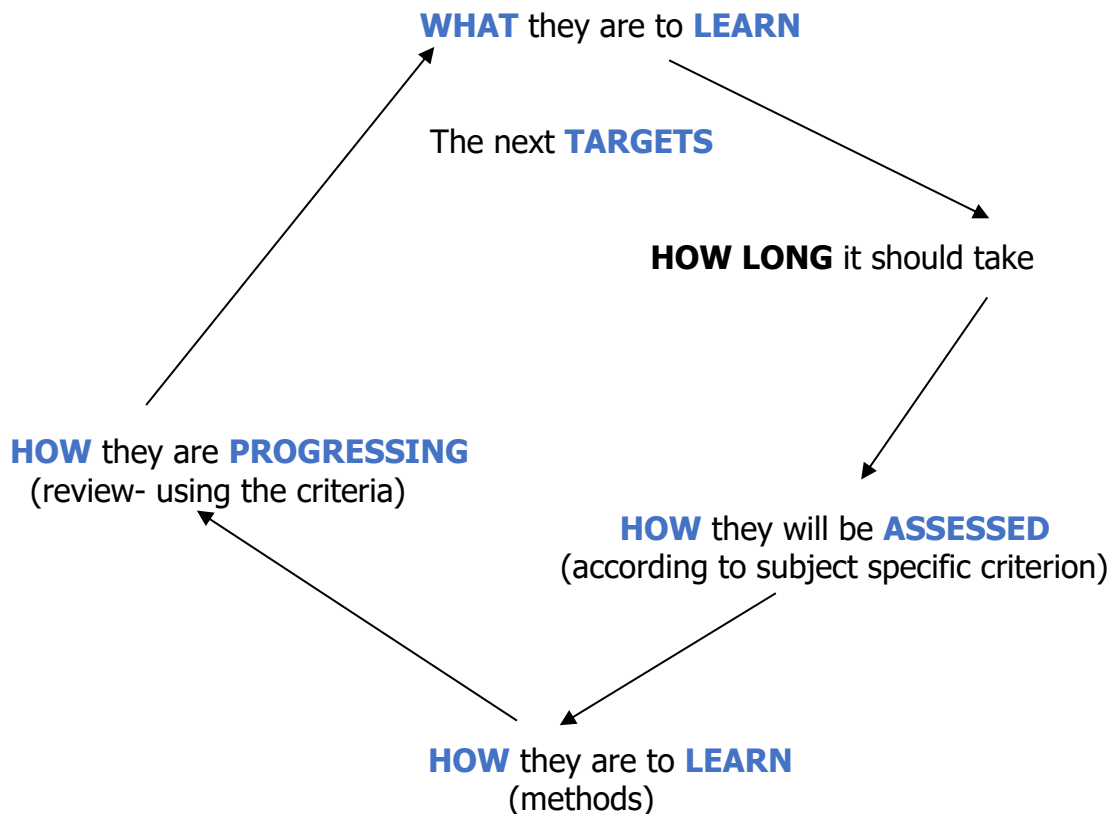 WHAT they are to LEARN
The next TARGETS
HOW LONG it should take
HOW they are PROGRESSING
(review- using the criteria)
HOW they will be ASSESSED
(according to subject specific criterion)
HOW they are to LEARN
(methods)